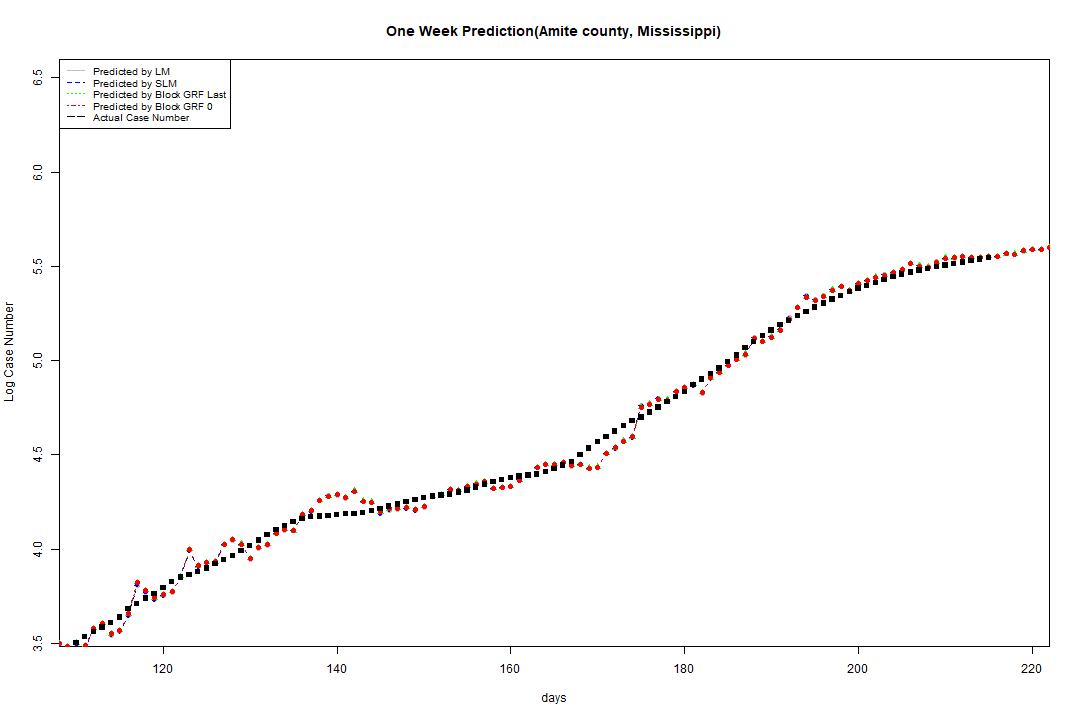 One Week Prediction(Amite county, Mississippi)
Predicted by LM
Predicted by SLM
Predicted by Block GRF Last
Predicted by Block GRF 0
Actual Case Number
6.5
6.0
5.5
5.0
4.5
4.0
3.5
Log Case Number
120 140 160 180 200 220
days